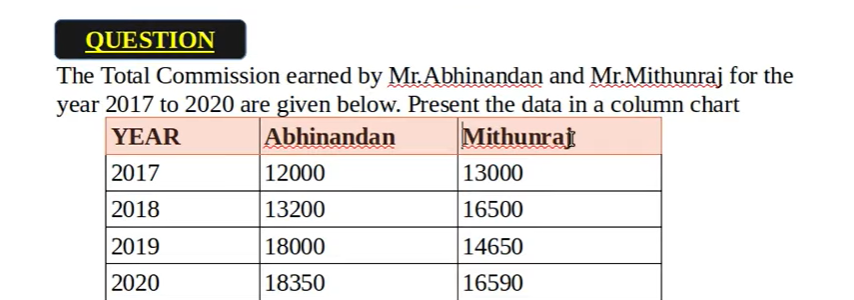 QUESTION
The Total Commission earned by Mr.Abhinandan and Mr.Mithunraj for the
year 2017 to 2020 are given below. Present the data in a column chart
YEAR Abhinandan Mithunraj
2017 12000 13000
2018 13200 16500
2019 18000 14650
2020 18350 16590